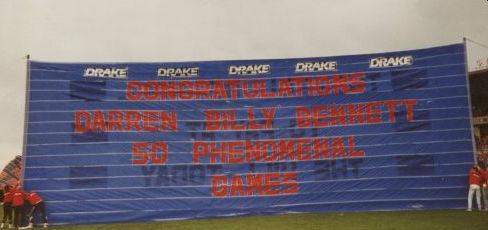 DRAKE DRAKE DRAKE DRAKE DRAKE
CONGRATULATIONS
DARREN BILLY BENNETT
50 PHENOMENAL
GAMES